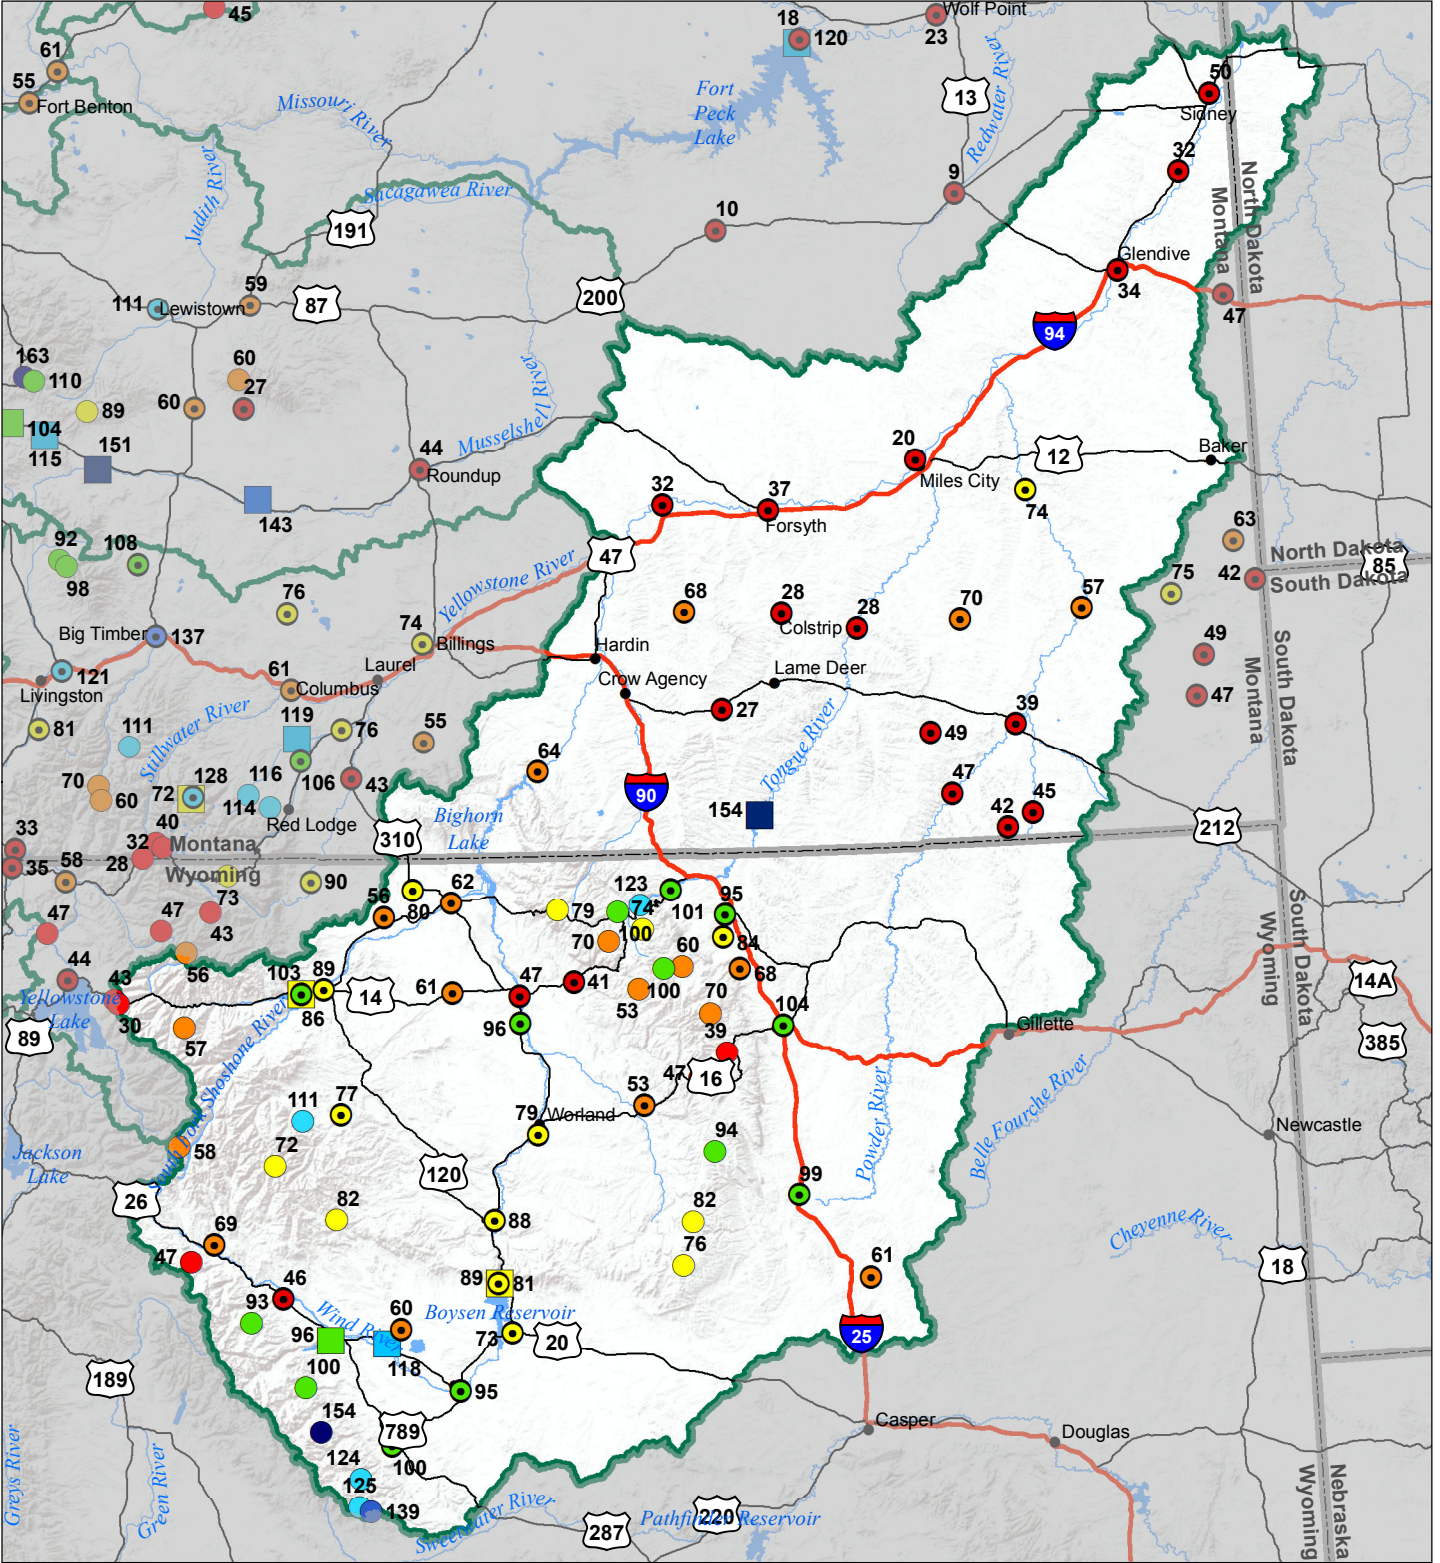 45
18
120
Wolf Point
23
61
55
Fort Benton
50
Sidney
Missouri River
Fort
Peck
Lake
13
Redwater River
32
Judith River
Sacagawea River
9
North Dakota
Montana
191
10
Glendive
34
111
Lewistown
59
87
200
47
94
163
110
60
27
60
89
104
115
151
143
Musselshell River
44
Roundup
20
Miles City
12
Baker
32
37
Forsyth
74
92
98
108
47
63
North Dakota
South Dakota
85
42
75
76
Yellowstone River
74
Billings
68
28
Colstrip
28
70
57
Big Timber
137
Hardin
Laurel
61
Columbus
121
Livingston
Crow Agency
Lame Deer
49
47
South Dakota
Montana
27
39
81
111
Stillwater River
119
76
55
49
106
43
64
Tongue River
70
60
72
128
116
114
Red Lodge
90
154
47
45
42
Bighorn
Lake
310
212
33
40
32
28
Montana
Wyoming
35
58
73
90
56
80
62
79
123
74
101
95
47
47
43
56
70
100
84
60
68
South Dakota
Wyoming
44
43
Yellowstone
Lake
30
103
89
86
14
61
47
41
53
100
70
14A
89
57
South Fork Shoshone River
96
104
39
Gillette
385
47
16
111
77
53
79
Worland
Powder River
Belle Fourche River
Newcastle
Jackson
Lake
58
72
94
120
26
82
88
82
99
Cheyenne River
69
47
76
61
18
46
89
81
93
Wind River
60
Boysen Reservoir
96
118
73
20
25
189
100
95
154
789
100
Casper
Douglas
124
125
139
Greys River
Green River
Sweetwater River
287
Pathfinder Reservoir
220
Nebraska
Wyoming